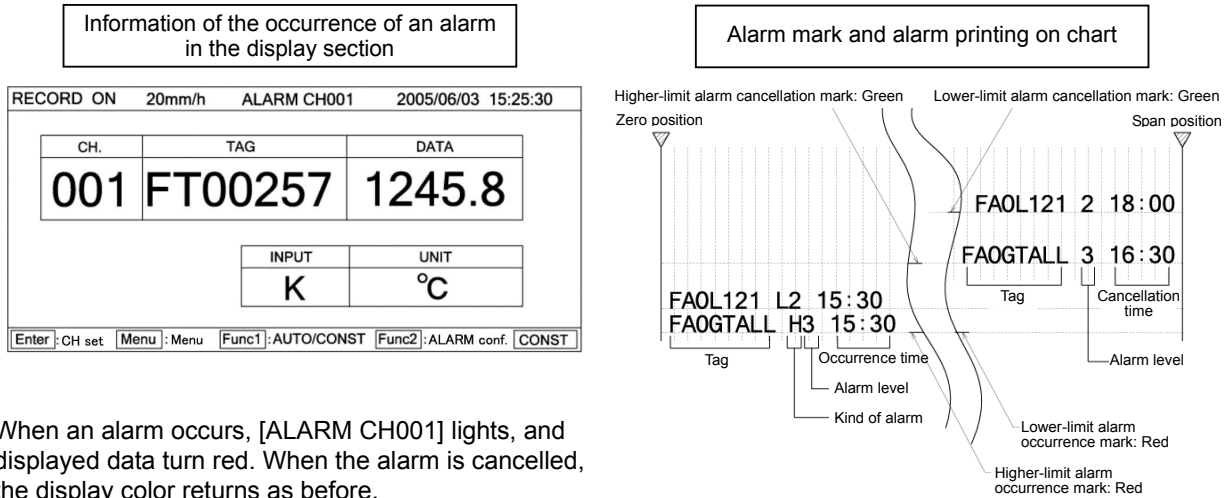 Information of the occurrence of an alarm
in the display section
RECORD ON 20mm/h ALARM CH001 2005/06/03 15:25:30
CH. TAG DATA
001 FT00257 1245.8
INPUT UNIT
K °C
Enter : CH set Menu : Menu Func1 : AUTO/CONST Func2 : ALARM conf. CONST
When an alarm occurs, [ALARM CH001] lights, and
displayed data turn red. When the alarm is cancelled,
the display color returns as before.
Alarm mark and alarm printing on chart
Higher-limit alarm cancellation mark: Green Lower-limit alarm cancellation mark: Green
Zero position Span position
FAOL121 2 18:00
FAOGTALL 3 16:30
Tag Cancellation
time
Alarm level
FAOL121 L2 15:30
FAOGTALL H3 15:30
Tag Occurrence time
Alarm level
Kind of alarm
Lower-limit alarm
occurrence mark: Red
Higher-limit alarm
occurrence mark: Red